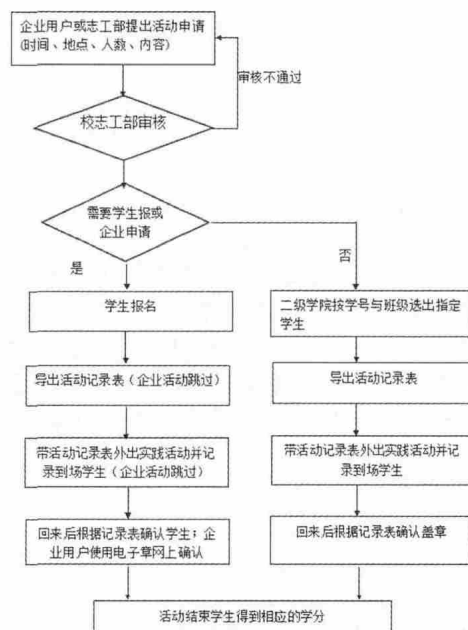 企业用户或志工部提出活动申请
(时间、地点、人数、内容)
审核不通过
校志工部审核
需要学生报或
企业申请
是
否
学生报名
二级学院按学号与班级选出指定
学生
导出活动记录表（企业活动跳过）
导出活动记录表
带活动记录表外出实践活动并记
录到场学生（企业活动跳过）
带活动记录表外出实践活动并记
录到场学生
回来后根据记录表确认学生；企
业用户使用电子章网上确认
回来后根据记录表确认盖章
活动结束学生得到相应的学分